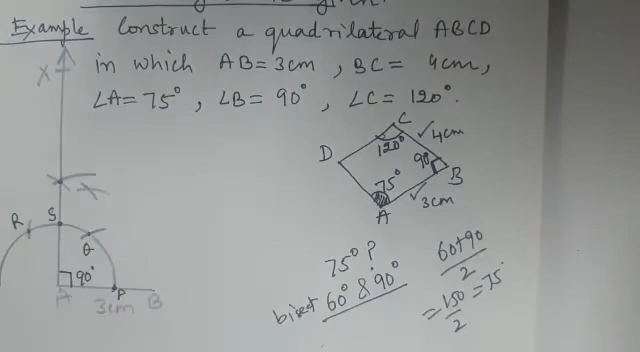 Example Construct a quadrilateral ABCD
in which AB = 3cm , BC = 4cm,
∠A = 75° , ∠B = 90° , ∠C = 120°.
X
C
120°
4cm
D
90
B
75°
3cm
A
R
S
Q
90°
A
P
B
3cm
75° ?
bisect 60° & 90°
60+90
2
= 150 = 75°
2